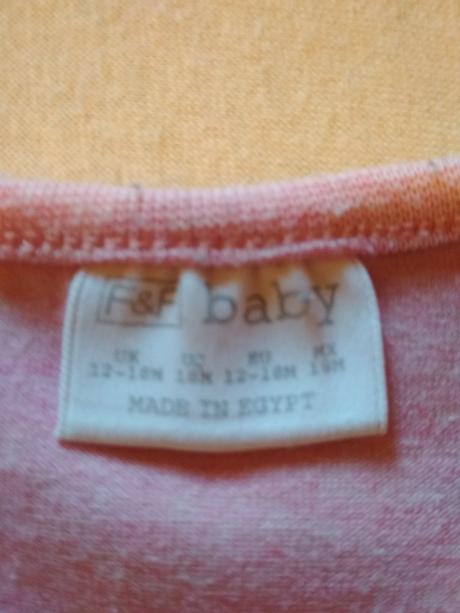 F&F baby
UK US EU MX
12-18M 18M 12-18M 18M
MADE IN EGYPT